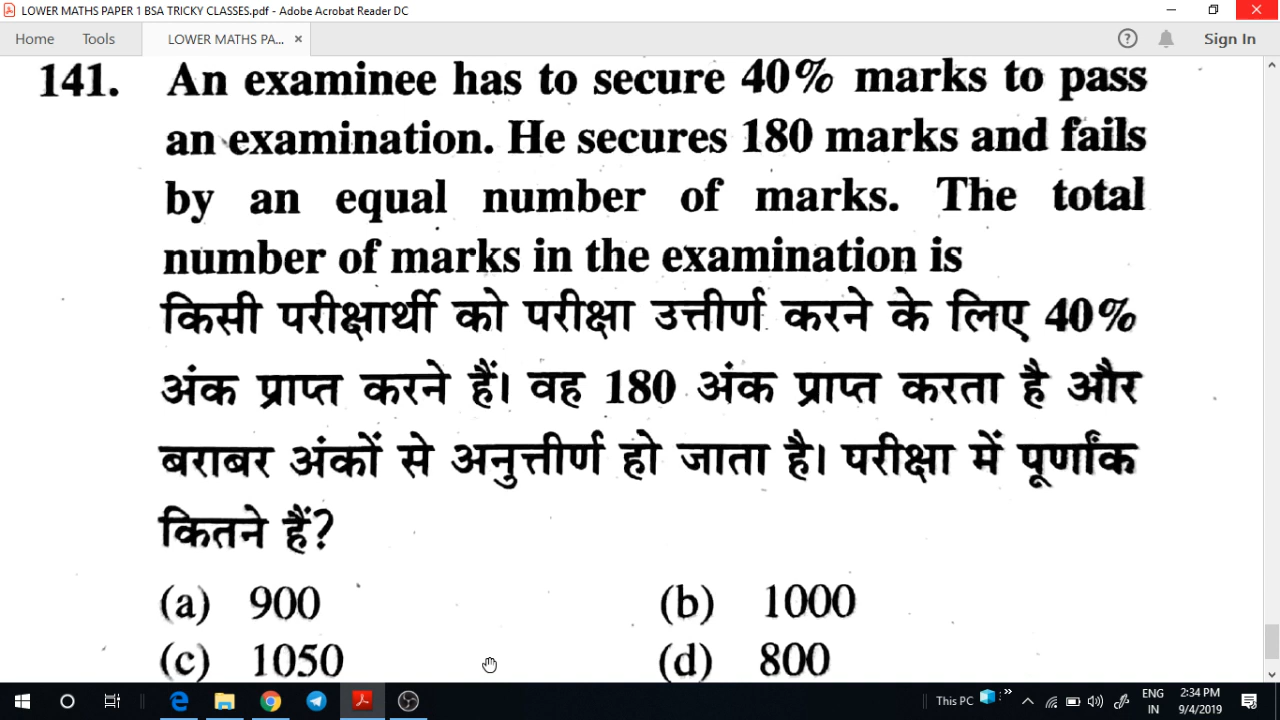 LOWER MATHS PAPER 1 BSA TRICKY CLASSES.pdf - Adobe Acrobat Reader DC
Home Tools LOWER MATHS PA... × ? Sign In
141. An examinee has to secure 40% marks to pass
an examination. He secures 180 marks and fails
by an equal number of marks. The total
number of marks in the examination is
किसी परीक्षार्थी को परीक्षा उत्तीर्ण करने के लिए 40%
अंक प्राप्त करने हैं। वह 180 अंक प्राप्त करता है और
बराबर अंकों से अनुत्तीर्ण हो जाता है। परीक्षा में पूर्णांक
कितने हैं?
(a) 900 (b) 1000
(c) 1050 (d) 800
This PC ENG 2:34 PM
IN 9/4/2019